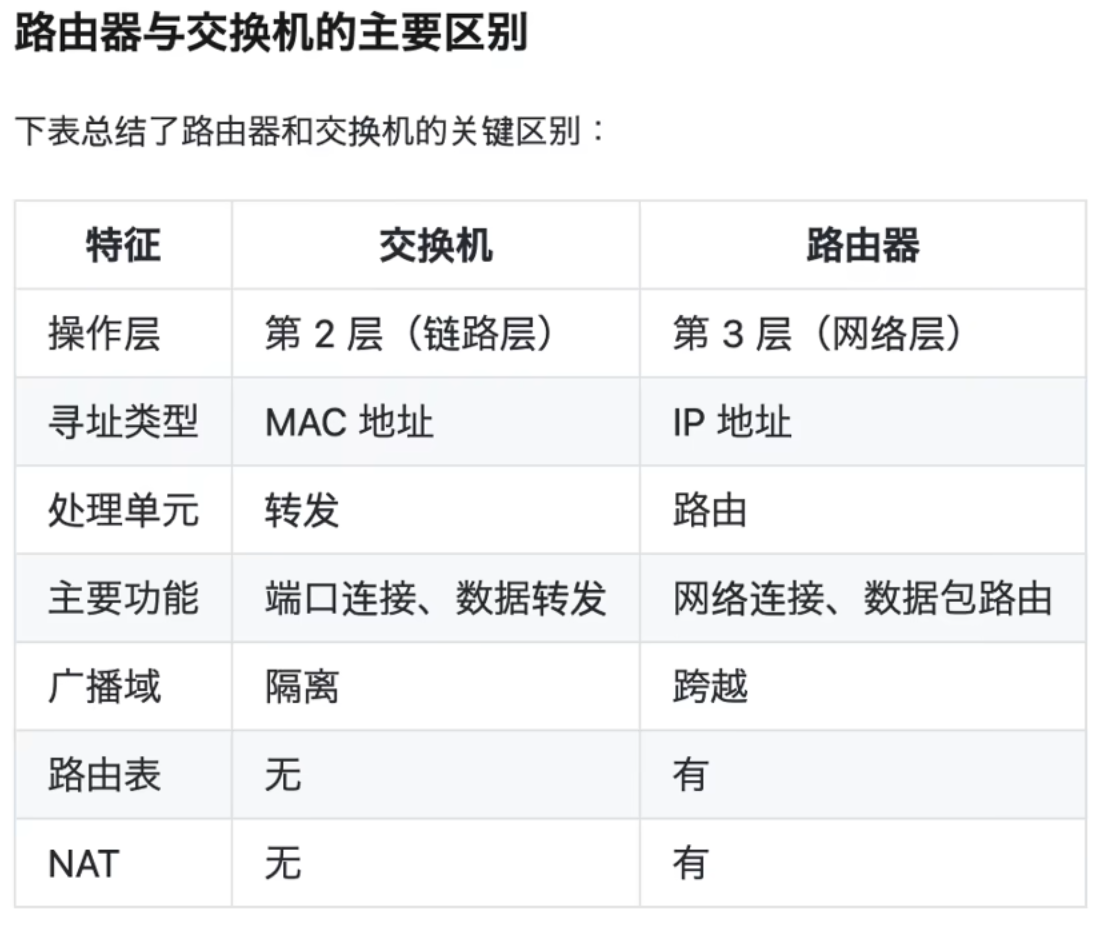 路由器与交换机的主要区别
下表总结了路由器和交换机的关键区别：
特征 交换机 路由器
操作层 第 2 层（链路层） 第 3 层（网络层）
寻址类型 MAC 地址 IP 地址
处理单元 转发 路由
主要功能 端口连接、数据转发 网络连接、数据包路由
广播域 隔离 跨越
路由表 无 有
NAT 无 有